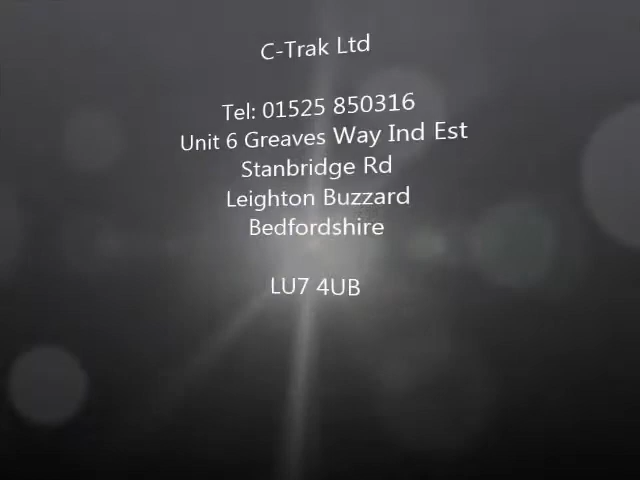 C-Trak Ltd
Tel: 01525 850316
Unit 6 Greaves Way Ind Est
Stanbridge Rd
Leighton Buzzard
Bedfordshire
LU7 4UB